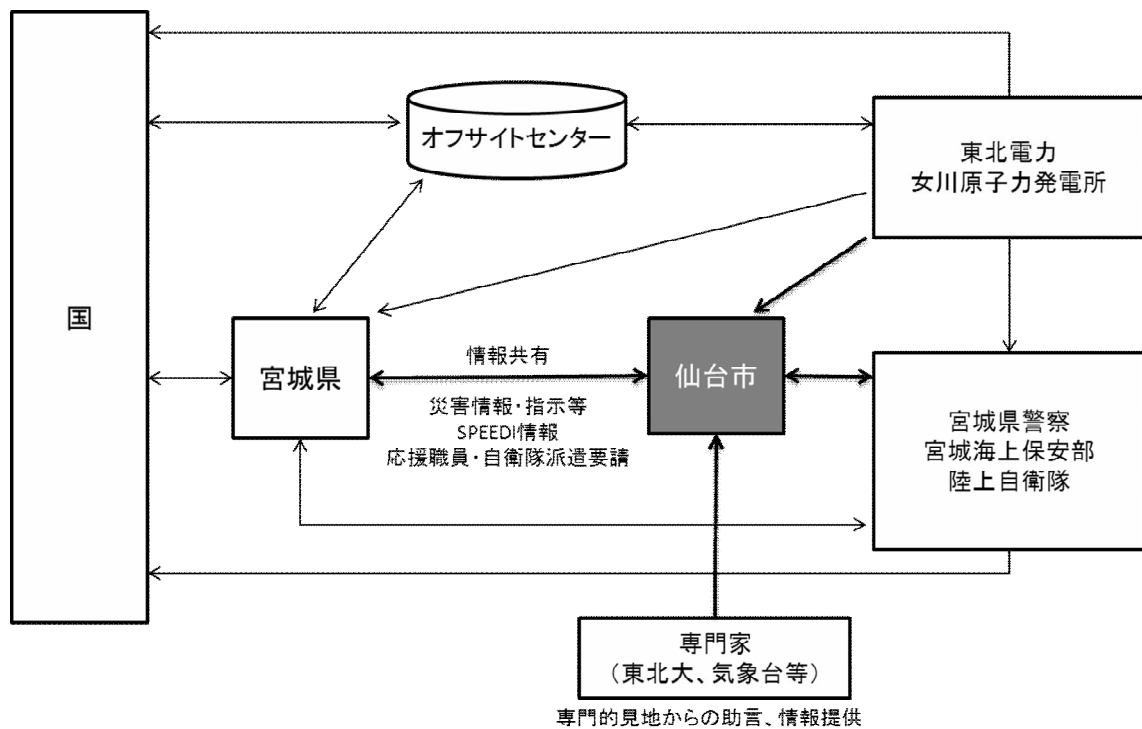 オフサイトセンター
東北電力
女川原子力発電所
国
宮城県
情報共有
災害情報・指示等
SPEEDI情報
応援職員・自衛隊派遣要請
仙台市
宮城県警察
宮城海上保安部
陸上自衛隊
専門家
（東北大、気象台等）
専門的見地からの助言、情報提供